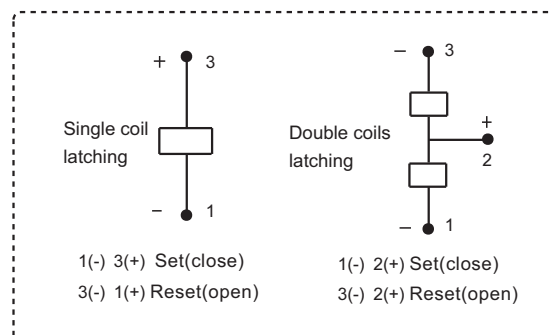 + 3
Single coil
latching
− 1
1(-) 3(+) Set(close)
3(-) 1(+) Reset(open)
− 3
Double coils
latching
+
2
− 1
1(-) 2(+) Set(close)
3(-) 2(+) Reset(open)